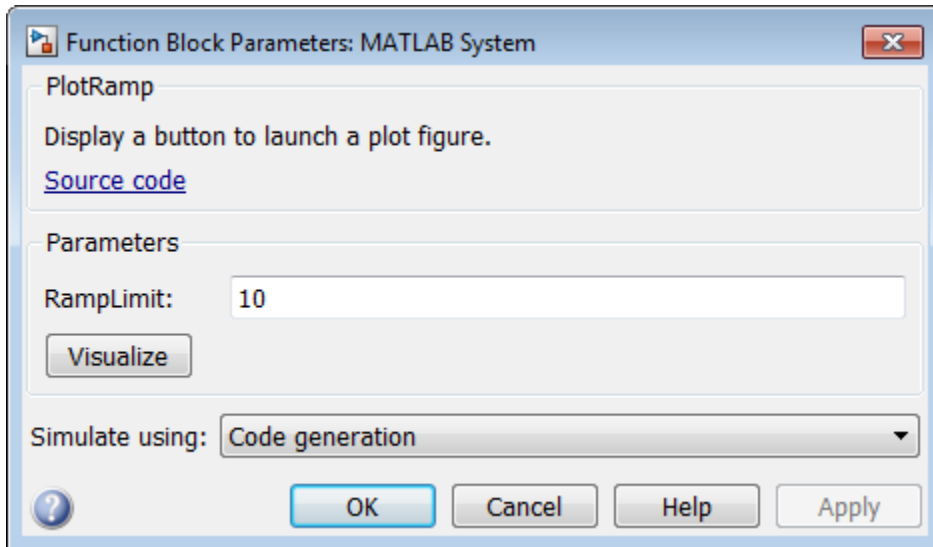 Function Block Parameters: MATLAB System
PlotRamp
Display a button to launch a plot figure.
Source code
Parameters
RampLimit: 10
Visualize
Simulate using: Code generation
OK Cancel Help Apply